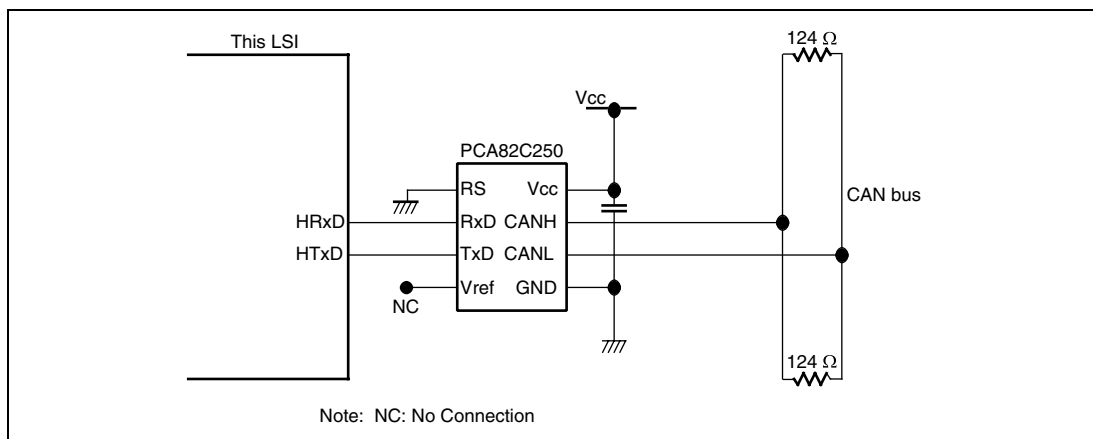 This LSI
124 Ω
Vcc
PCA82C250
RS
Vcc
CAN bus
HRxD
RxD
CANH
HTxD
TxD
CANL
Vref
GND
NC
124 Ω
Note: NC: No Connection